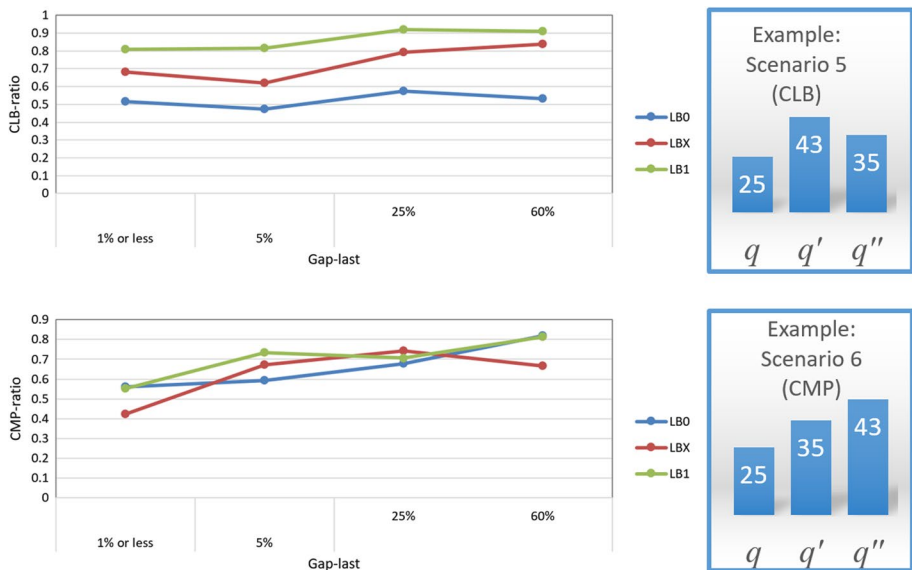 1
0.9
0.8
0.7
0.6
0.5
0.4
0.3
0.2
0.1
0
CLB-ratio
1% or less
5%
25%
60%
Gap-last
LB0
LBX
LB1
Example:
Scenario 5
(CLB)
25
43
35
q
q′
q″
0.9
0.8
0.7
0.6
0.5
0.4
0.3
0.2
0.1
0
CMP-ratio
1% or less
5%
25%
60%
Gap-last
LB0
LBX
LB1
Example:
Scenario 6
(CMP)
25
35
43
q
q′
q″